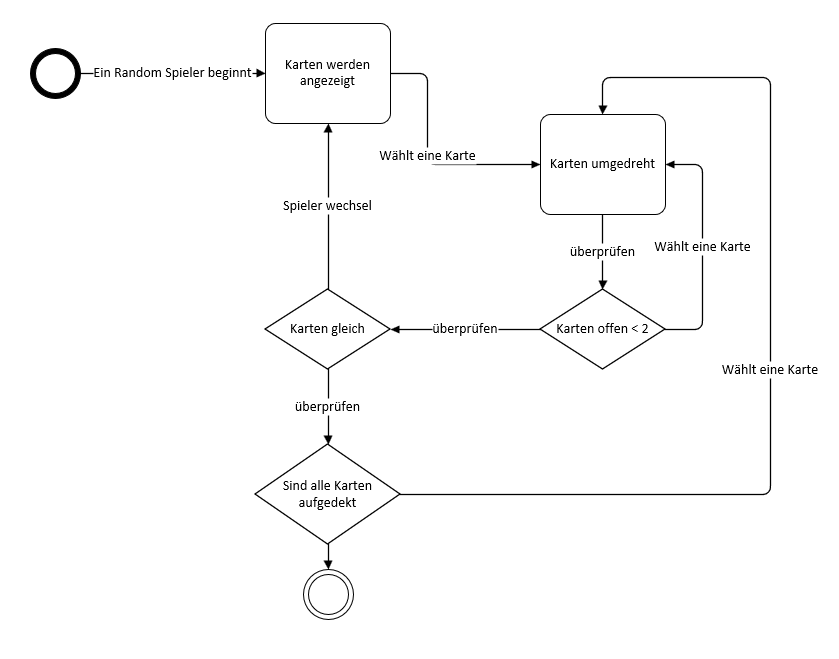 Ein Random Spieler beginnt
Karten werden
angezeigt
Wählt eine Karte
Karten umgedreht
Spieler wechsel
überprüfen
Wählt eine Karte
Karten gleich
überprüfen
Karten offen < 2
Wählt eine Karte
überprüfen
Sind alle Karten
aufgedekt